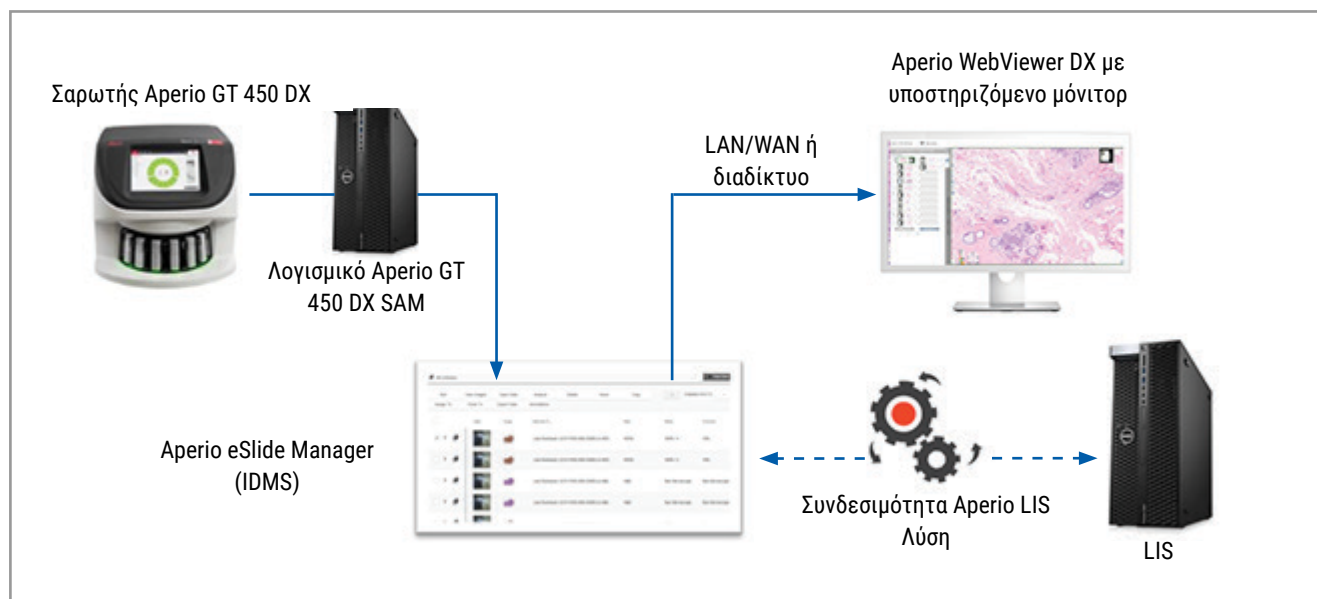 Σαρωτής Aperio GT 450 DX
Aperio WebViewer DX με
υποστηριζόμενο μόνιτορ
LAN/WAN ή
διαδίκτυο
Λογισμικό Aperio GT
450 DX SAM
Aperio eSlide Manager
(IDMS)
Συνδεσιμότητα Aperio LIS
Λύση
LIS